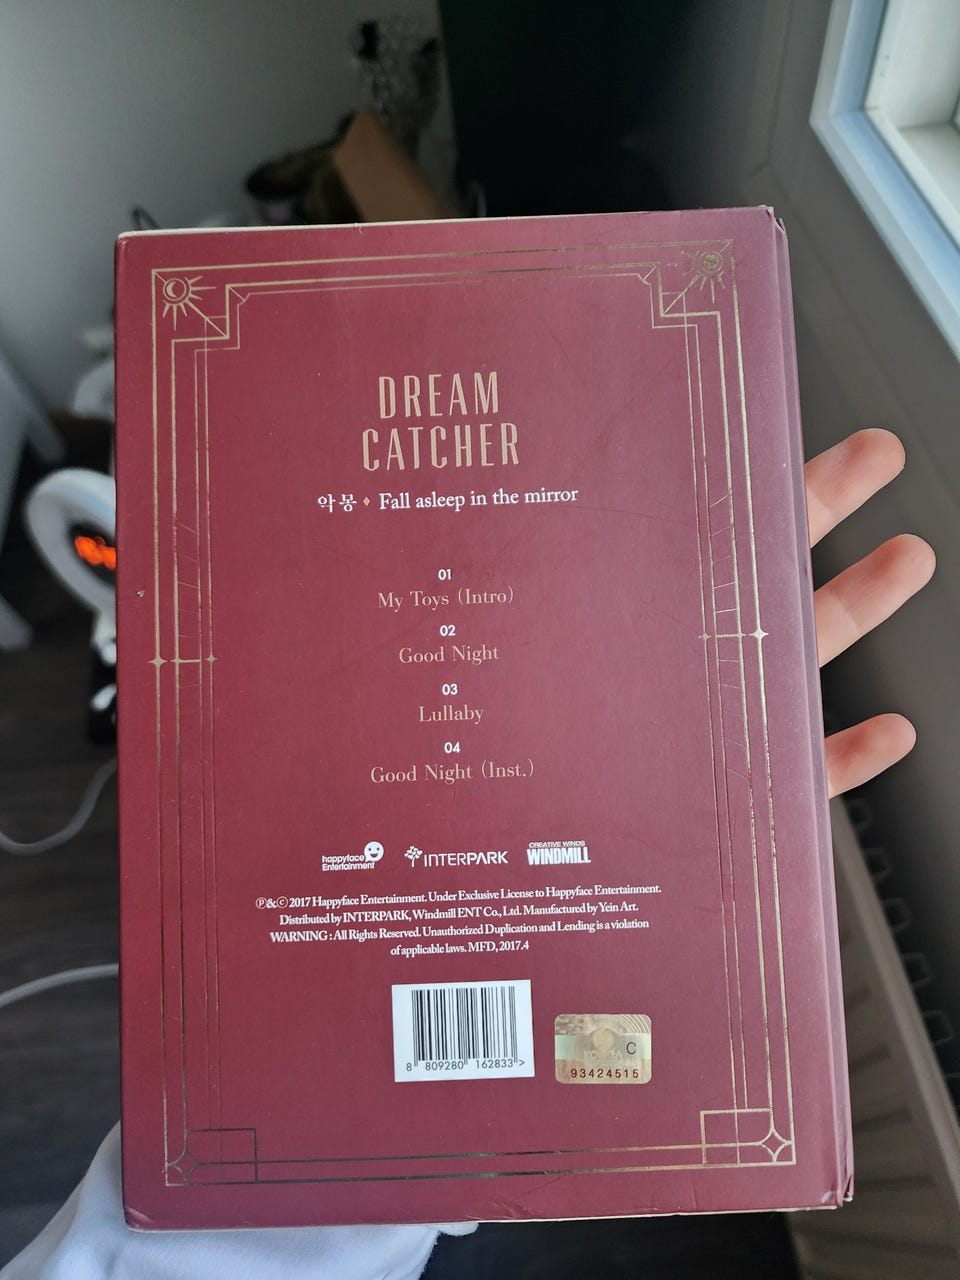 DREAM
CATCHER
악몽 ⬧ Fall asleep in the mirror
01
My Toys (Intro)
02
Good Night
03
Lullaby
04
Good Night (Inst.)
happyface
Entertainment
INTERPARK
CREATIVE WINDS
WINDMILL
℗&© 2017 Happyface Entertainment. Under Exclusive License to Happyface Entertainment.
Distributed by INTERPARK, Windmill ENT Co., Ltd. Manufactured by Yein Art.
WARNING : All Rights Reserved. Unauthorized Duplication and Lending is a violation
of applicable laws. MFD, 2017.4
8 809280 162833 >
KOMCA
C
93424515